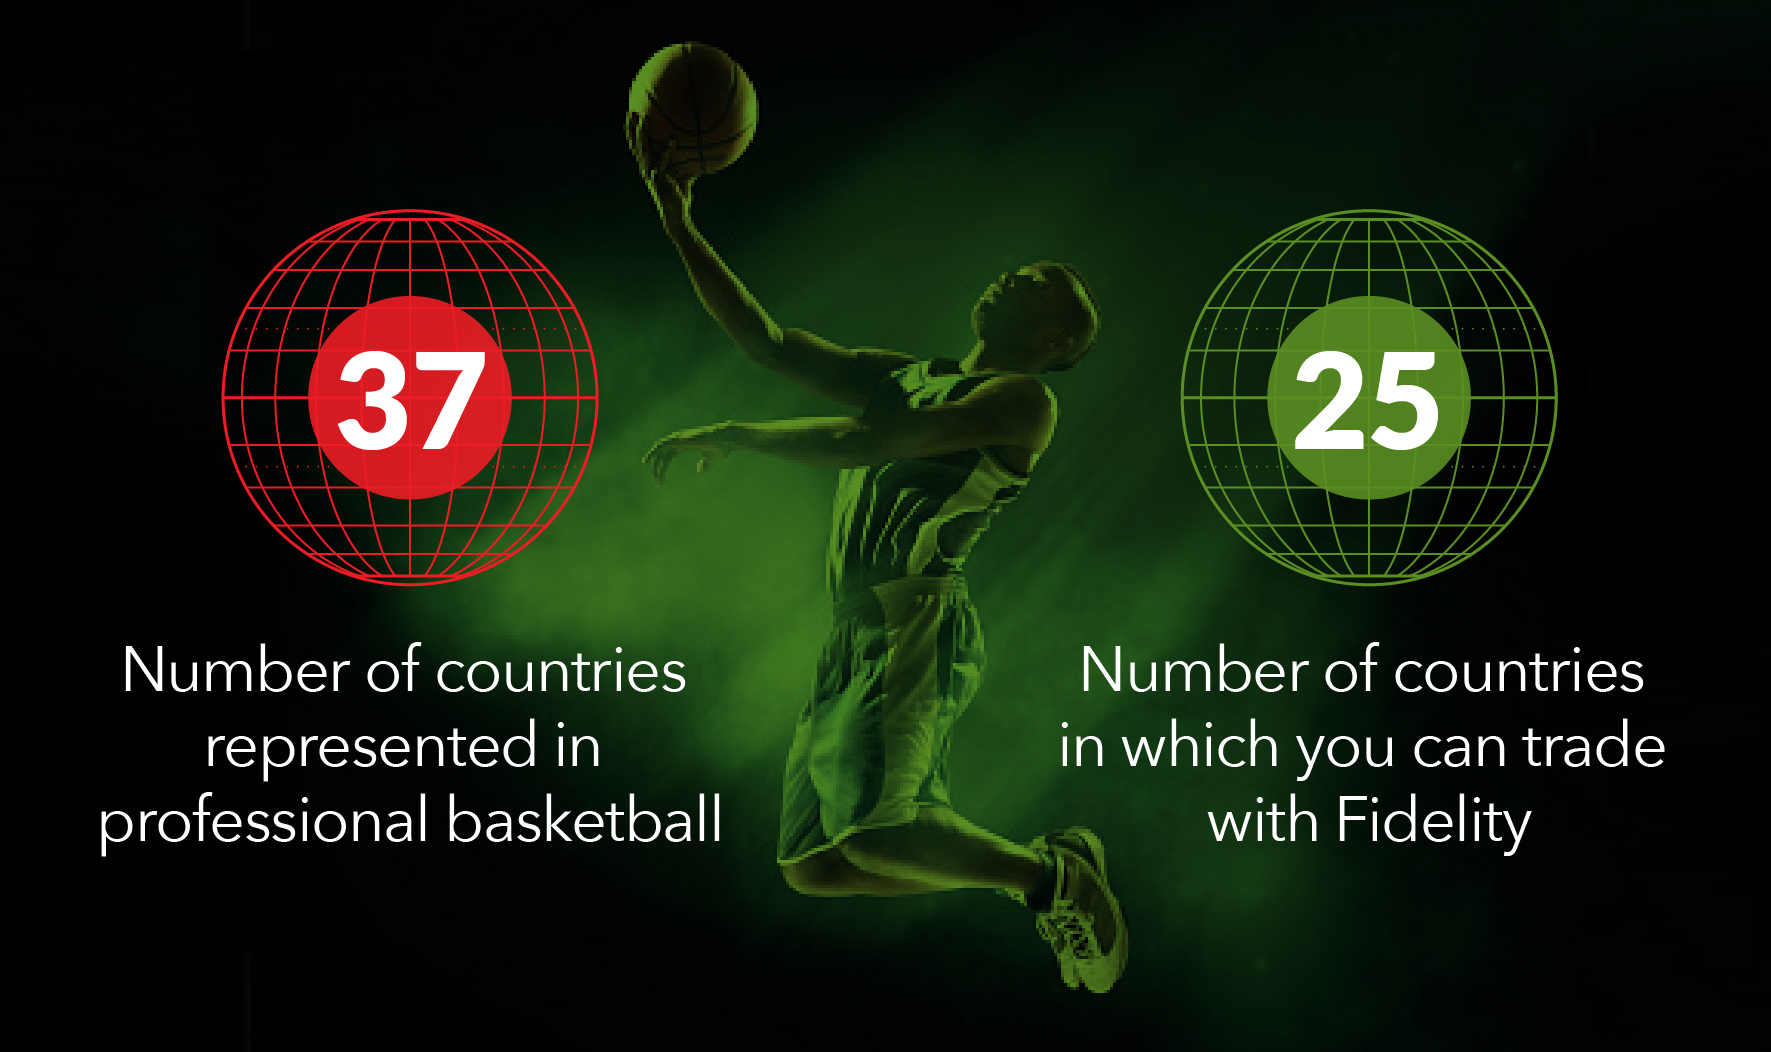 37
Number of countries
represented in
professional basketball
25
Number of countries
in which you can trade
with Fidelity